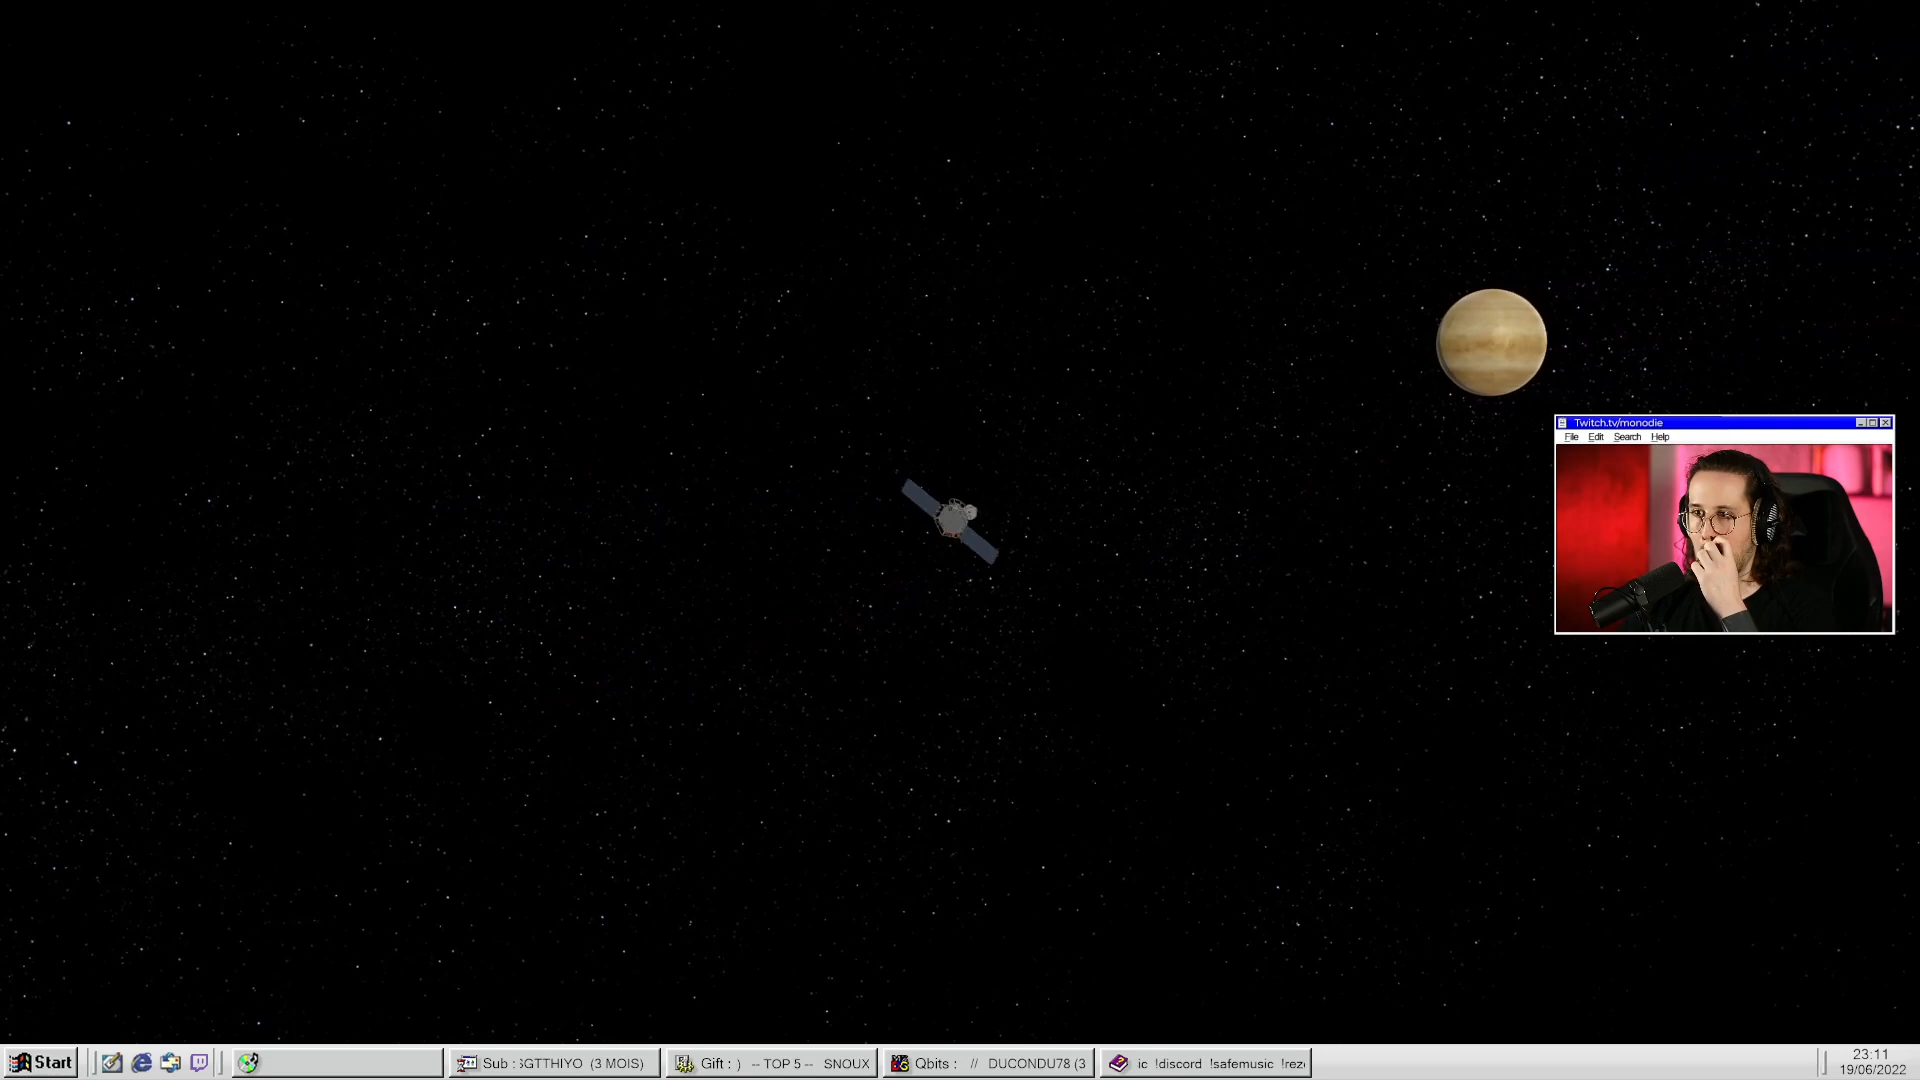 Twitch.tv/monodie
File Edit Search Help
Start
Sub : GTTHIYO (3 MOIS)
Gift : ) -- TOP 5 -- SNOUX
Qbits : // DUCONDU78 (3
ic !discord !safemusic !rez
23:11
19/06/2022